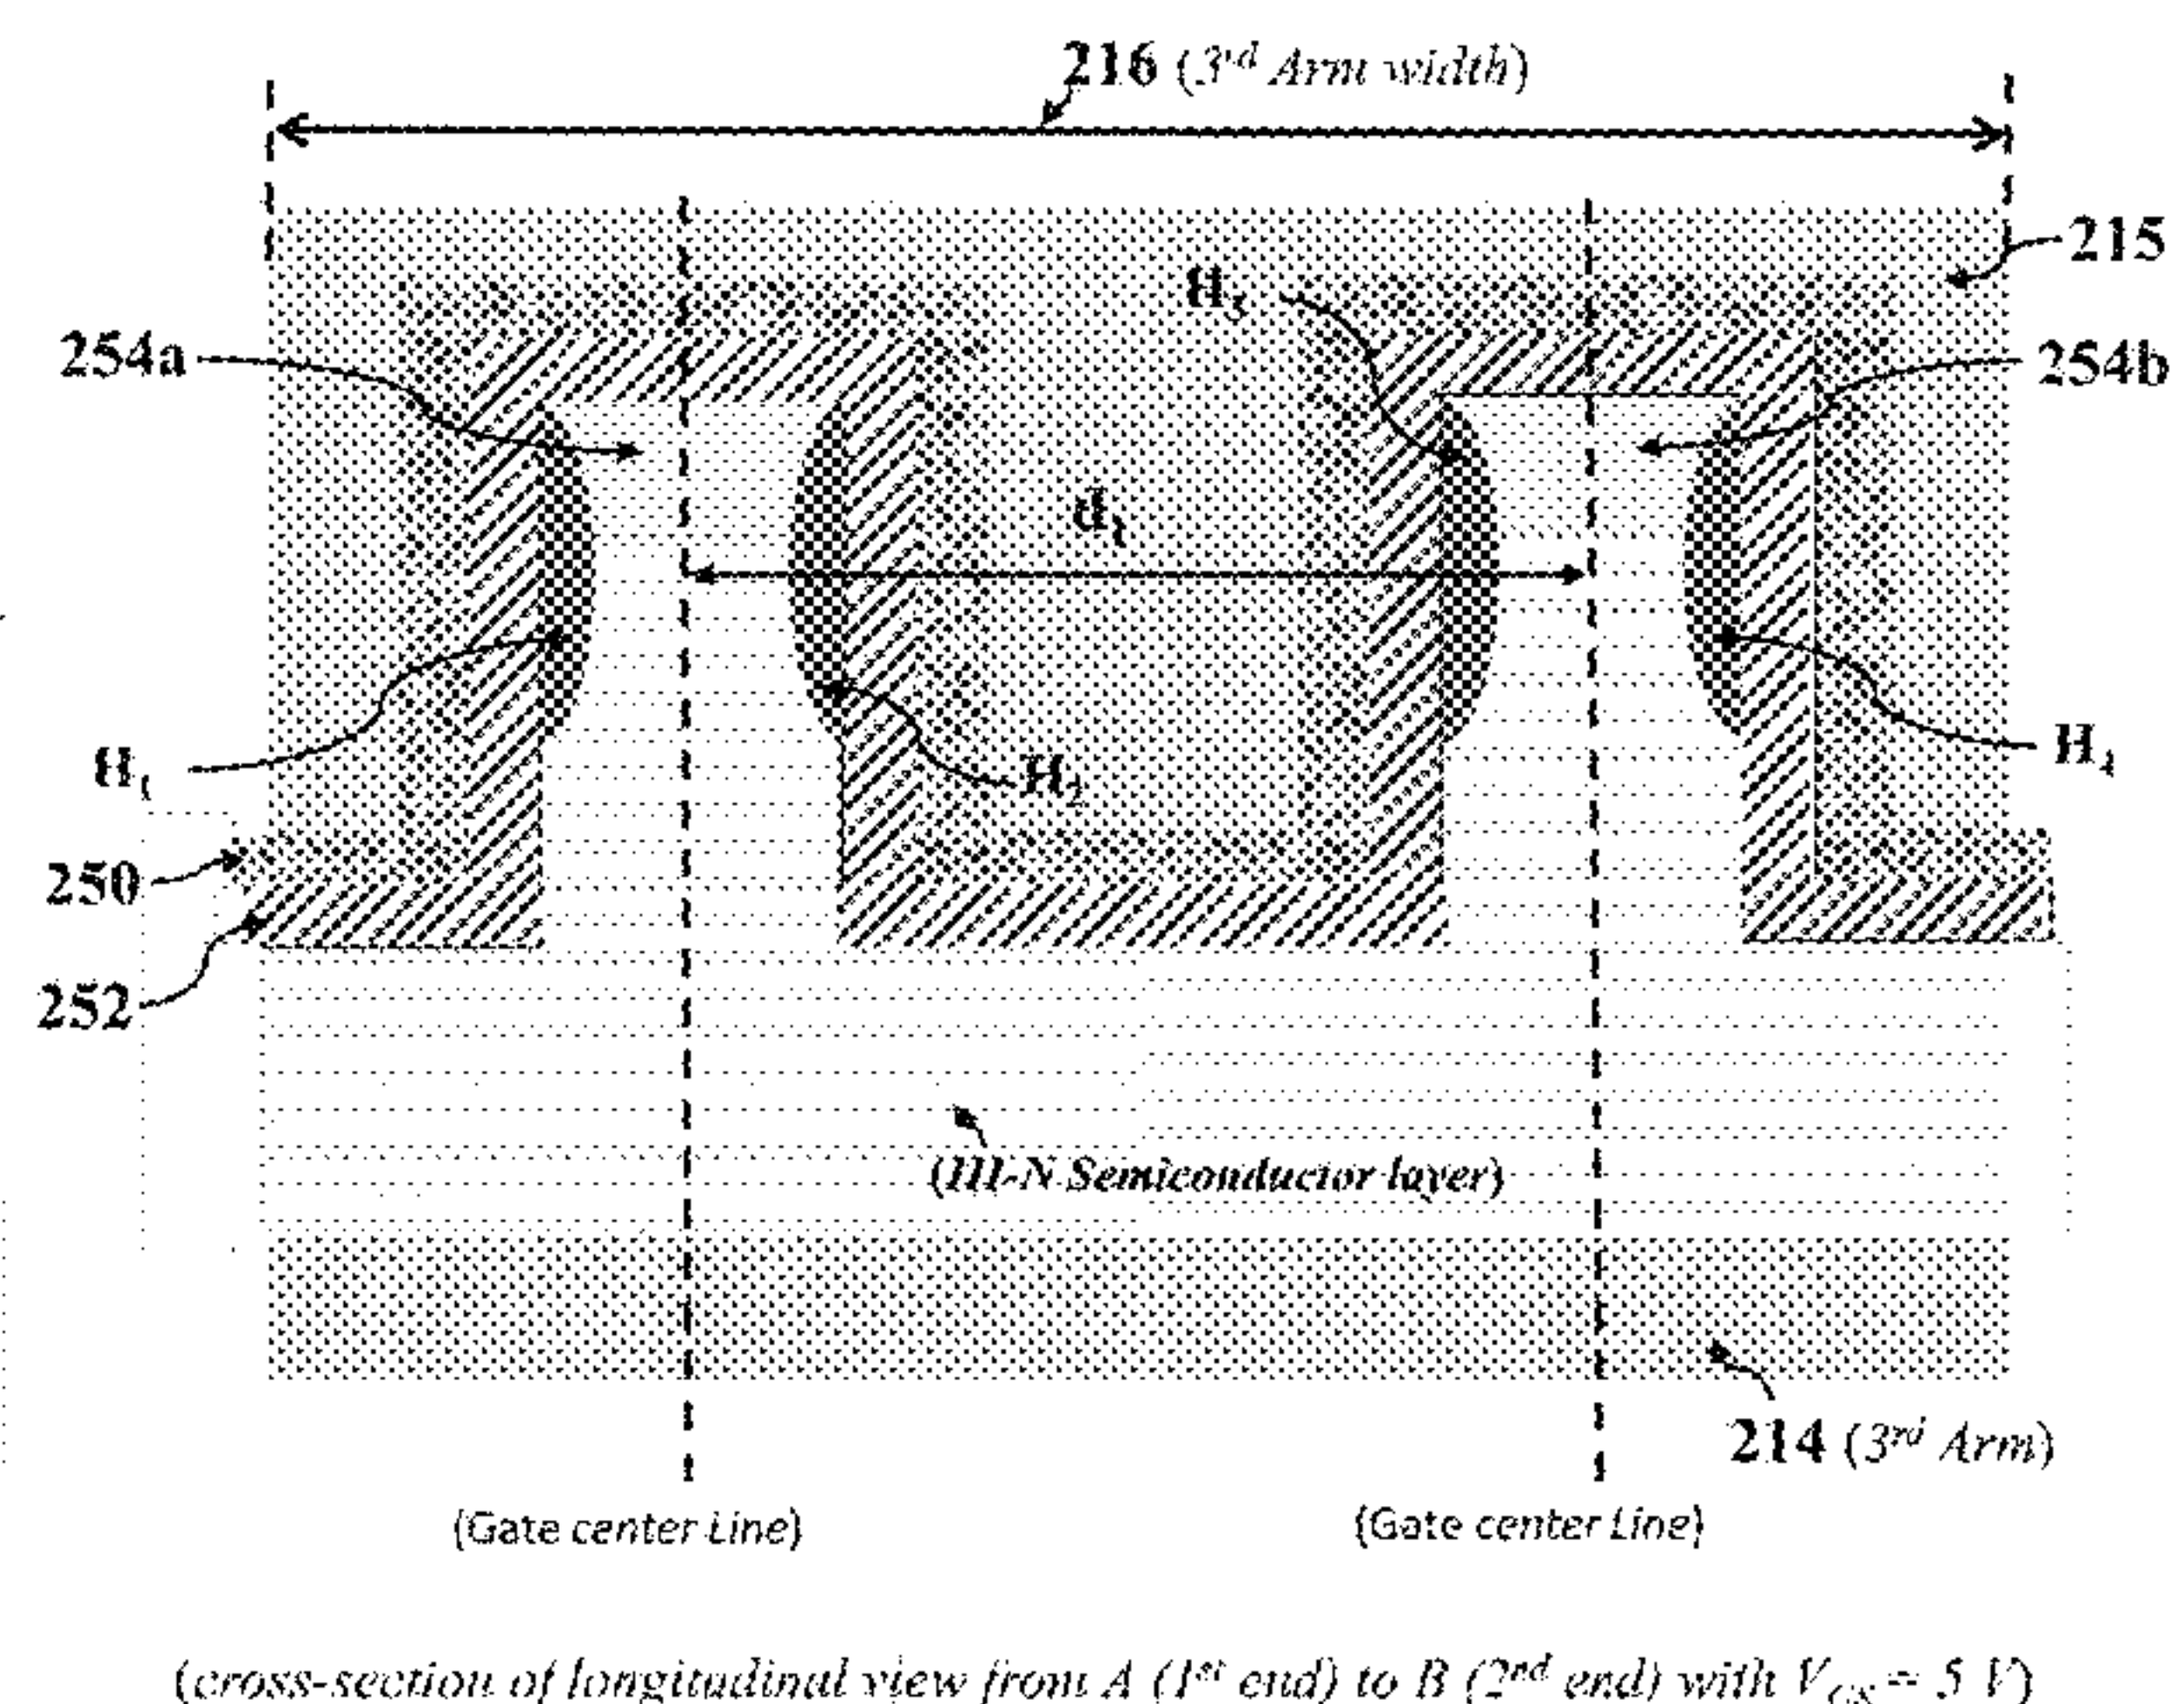 216 (3rd Arm width)
215
H3
254a
254b
d1
H1
H2
H4
250
252
(III-N Semiconductor layer)
214 (3rd Arm)
(Gate center Line)
(Gate center Line)
(cross-section of longitudinal view from A (1st end) to B (2nd end) with VGS = 5 V)